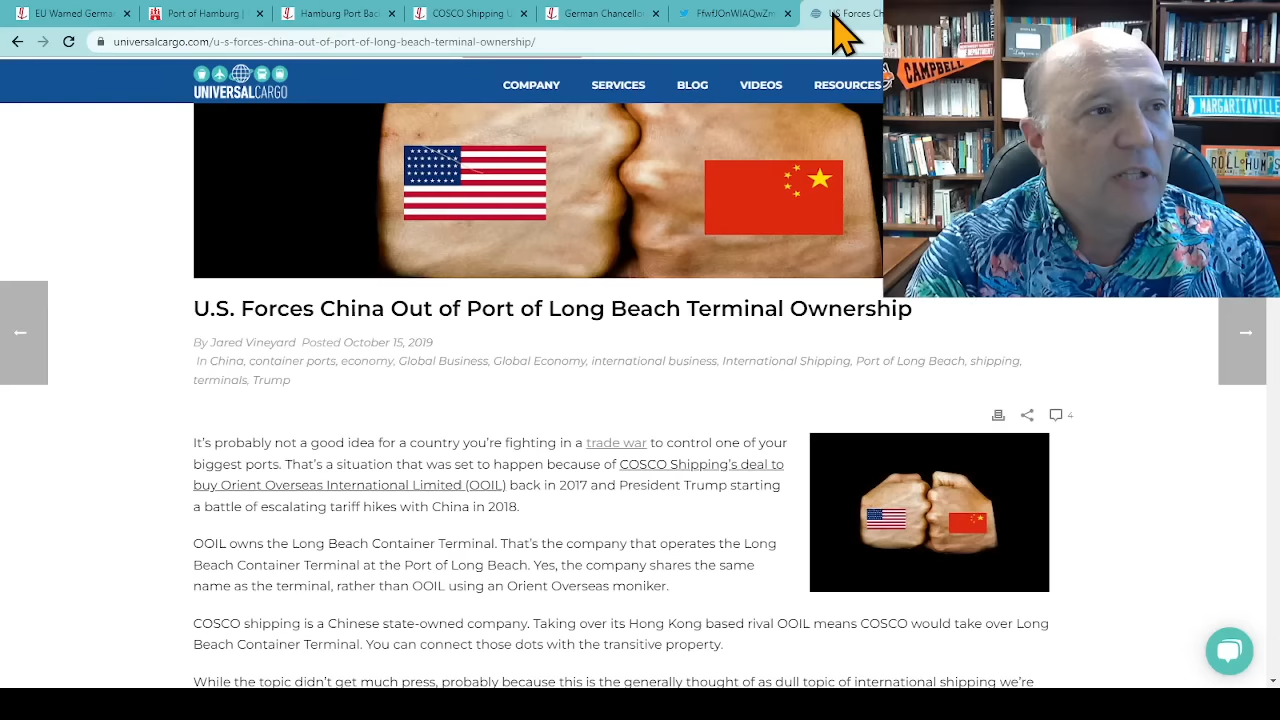 EU Warned German
Port of Hamburg |
Hamburg Port Bac
COSCO Shipping U
German Chancello
PfwfJOnWIAQwZm
US Forces Ch
universalcargo.com/u-s-forces-china-out-of-port-of-long-beach-terminal-ownership/
UNIVERSALCARGO
COMPANY
SERVICES
BLOG
VIDEOS
RESOURCES
CAMPBELL
MARGARITAVILLE
ROLL HUMPS
U.S. Forces China Out of Port of Long Beach Terminal Ownership
By Jared Vineyard Posted October 15, 2019
In China, container ports, economy, Global Business, Global Economy, international business, International Shipping, Port of Long Beach, shipping,
terminals, Trump
4
It's probably not a good idea for a country you're fighting in a trade war to control one of your
biggest ports. That's a situation that was set to happen because of COSCO Shipping's deal to
buy Orient Overseas International Limited (OOIL) back in 2017 and President Trump starting
a battle of escalating tariff hikes with China in 2018.
OOIL owns the Long Beach Container Terminal. That's the company that operates the Long
Beach Container Terminal at the Port of Long Beach. Yes, the company shares the same
name as the terminal, rather than OOIL using an Orient Overseas moniker.
COSCO shipping is a Chinese state-owned company. Taking over its Hong Kong based rival OOIL means COSCO would take over Long
Beach Container Terminal. You can connect those dots with the transitive property.
While the topic didn't get much press, probably because this is the generally thought of as dull topic of international shipping we're